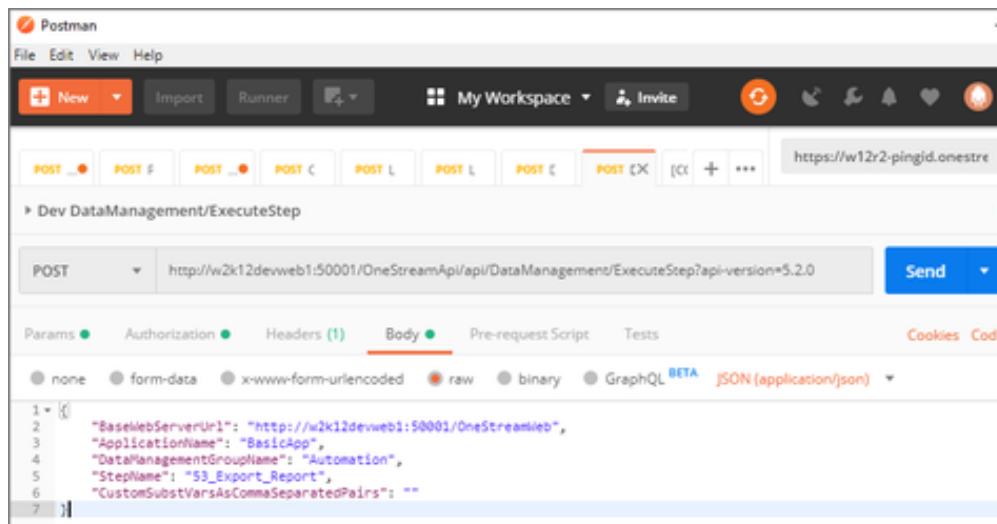 Postman
File Edit View Help
New Import Runner My Workspace Invite
POST ... POST F POST ... POST C POST L POST L POST C POST [X [CC + ... https://w12r2-pingid.onestre
Dev DataManagement/ExecuteStep
POST http://w2k12devweb1:50001/OneStreamApi/api/DataManagement/ExecuteStep?api-version=5.2.0 Send
Params Authorization Headers (1) Body Pre-request Script Tests Cookies Cod
none form-data x-www-form-urlencoded raw binary GraphQL BETA JSON (application/json)
1 {
2 "BaseWebServerUrl": "http://w2k12devweb1:50001/OneStreamWeb",
3 "ApplicationName": "BasicApp",
4 "DataManagementGroupName": "Automation",
5 "StepName": "S3_Export_Report",
6 "CustomSubstVarsAsCommaSeparatedPairs": ""
7 }